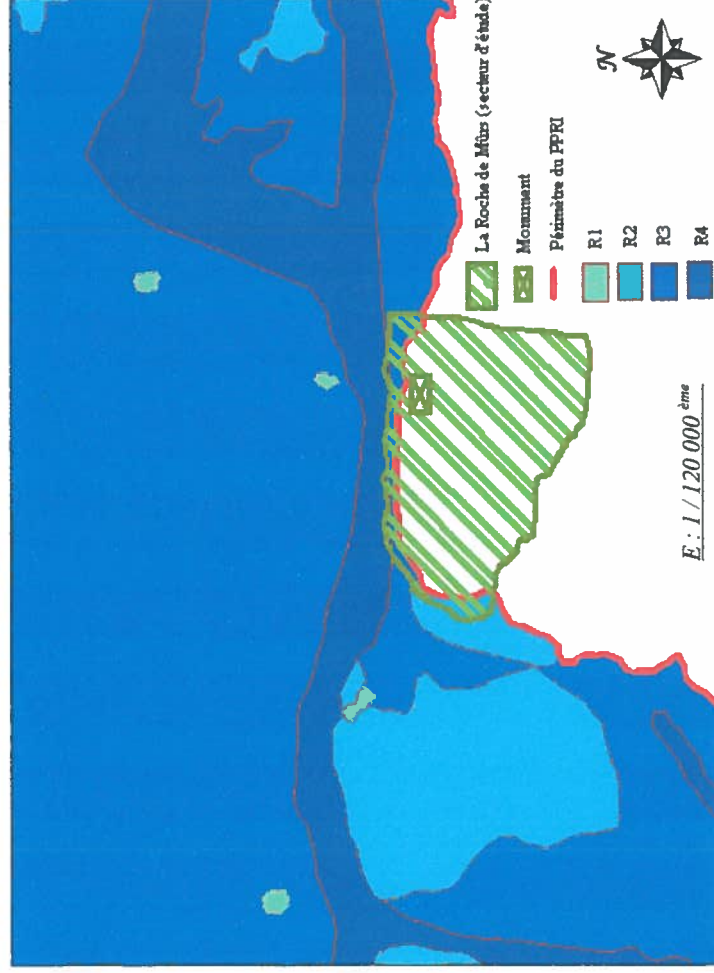 N
La Roche de Mûrs (secteur d'étude)
Monument
Périmètre du PPRI
R1
R2
R3
R4
E : 1 / 120 000 ème